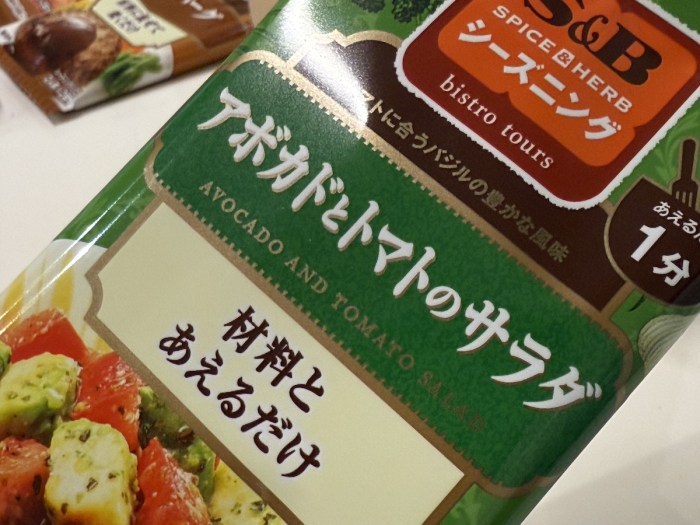 S&B
SPICE & HERB
シーズニング
bistro tours
トに合うバジルの豊かな風味
アボカドとトマトのサラダ
AVOCADO AND TOMATO SALAD
あえる
1分
材料と
あえるだけ